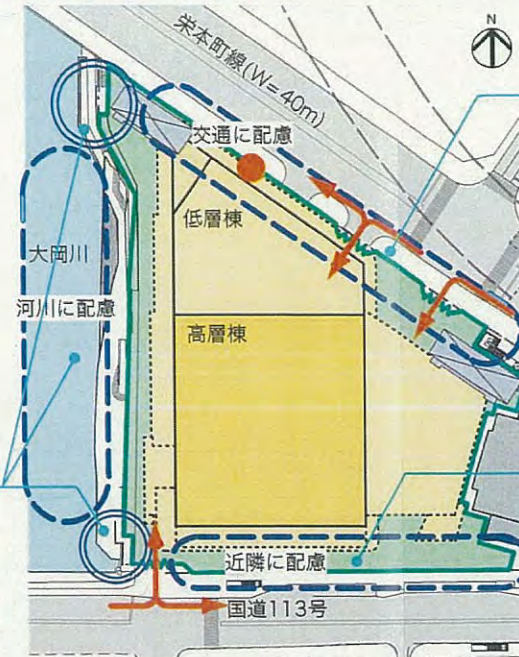 N
栄本町線(W=40m)
交通に配慮
低層棟
大岡川
河川に配慮
高層棟
近隣に配慮
国道113号